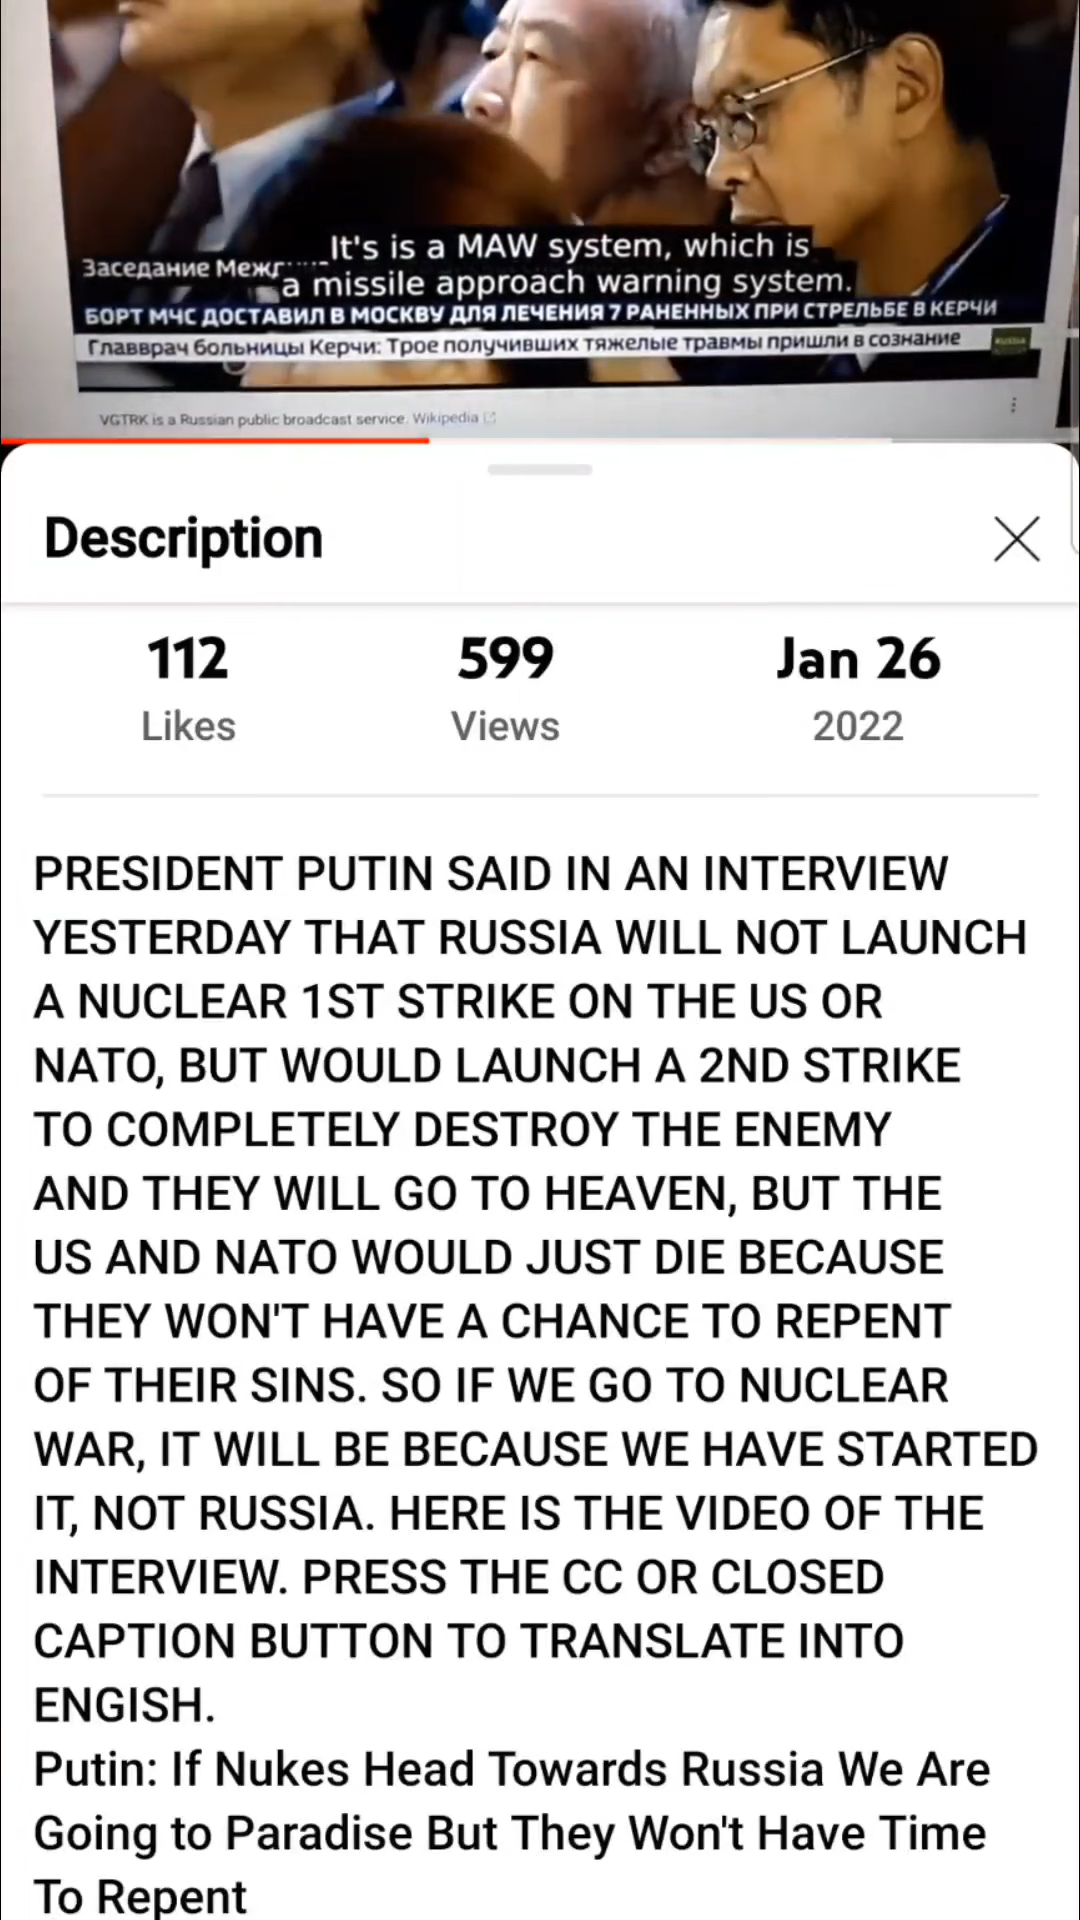 It's is a MAW system, which is
Заседание Межг
a missile approach warning system.
БОРТ МЧС ДОСТАВИЛ В МОСКВУ ДЛЯ ЛЕЧЕНИЯ 7 РАНЕННЫХ ПРИ СТРЕЛЬБЕ В КЕРЧИ
Главврач больницы Керчи: Трое получивших тяжелые травмы пришли в сознание
RUSSIA
VGTRK is a Russian public broadcast service. Wikipedia
Description
112
599
Jan 26
Likes
Views
2022
PRESIDENT PUTIN SAID IN AN INTERVIEW
YESTERDAY THAT RUSSIA WILL NOT LAUNCH
A NUCLEAR 1ST STRIKE ON THE US OR
NATO, BUT WOULD LAUNCH A 2ND STRIKE
TO COMPLETELY DESTROY THE ENEMY
AND THEY WILL GO TO HEAVEN, BUT THE
US AND NATO WOULD JUST DIE BECAUSE
THEY WON'T HAVE A CHANCE TO REPENT
OF THEIR SINS. SO IF WE GO TO NUCLEAR
WAR, IT WILL BE BECAUSE WE HAVE STARTED
IT, NOT RUSSIA. HERE IS THE VIDEO OF THE
INTERVIEW. PRESS THE CC OR CLOSED
CAPTION BUTTON TO TRANSLATE INTO
ENGISH.
Putin: If Nukes Head Towards Russia We Are
Going to Paradise But They Won't Have Time
To Repent